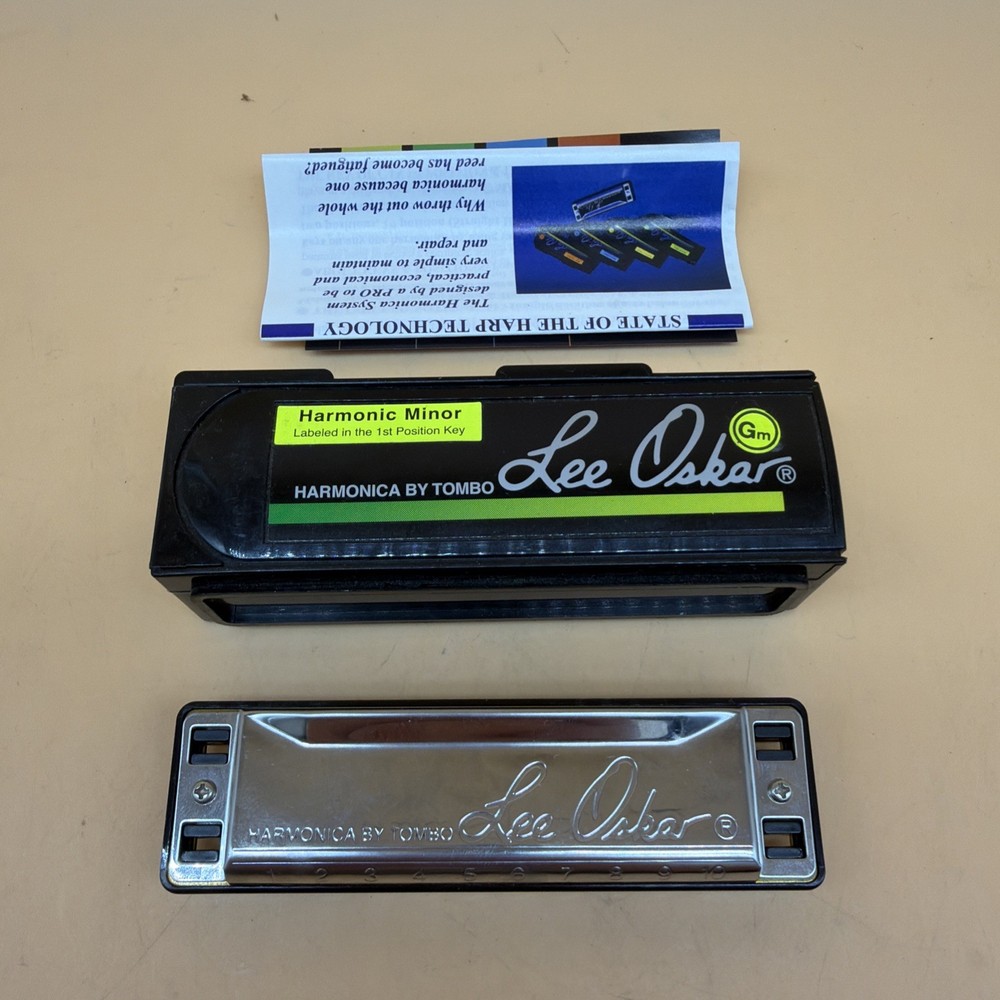 STATE OF THE HARP TECHNOLOGY
The Harmonica System
designed by a PRO to be
practical, economical and
very simple to maintain
and repair.
Why throw out the whole
harmonica because one
reed has become fatigued?
Harmonic Minor
Labeled in the 1st Position Key
Gm
Lee Oskar®
HARMONICA BY TOMBO
HARMONICA BY TOMBO Lee Oskar®
1 2 3 4 5 6 7 8 9 10